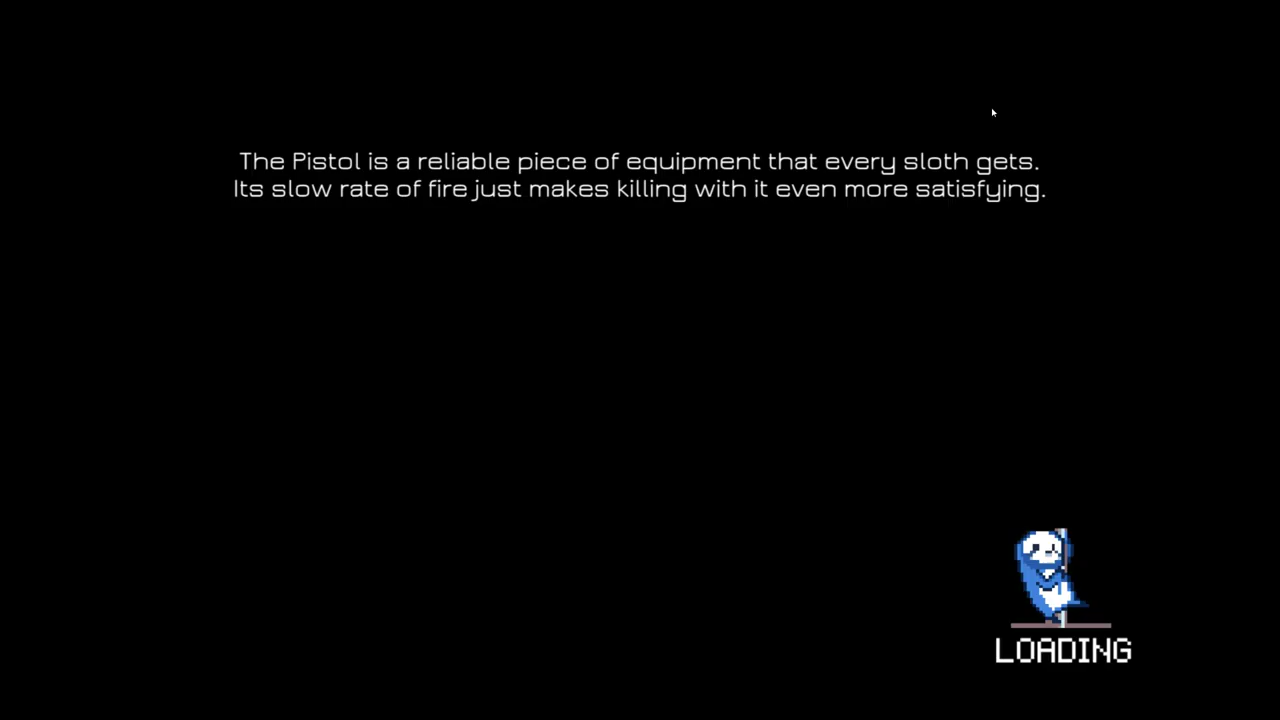 The Pistol is a reliable piece of equipment that every sloth gets.
Its slow rate of fire just makes killing with it even more satisfying.
LOADING